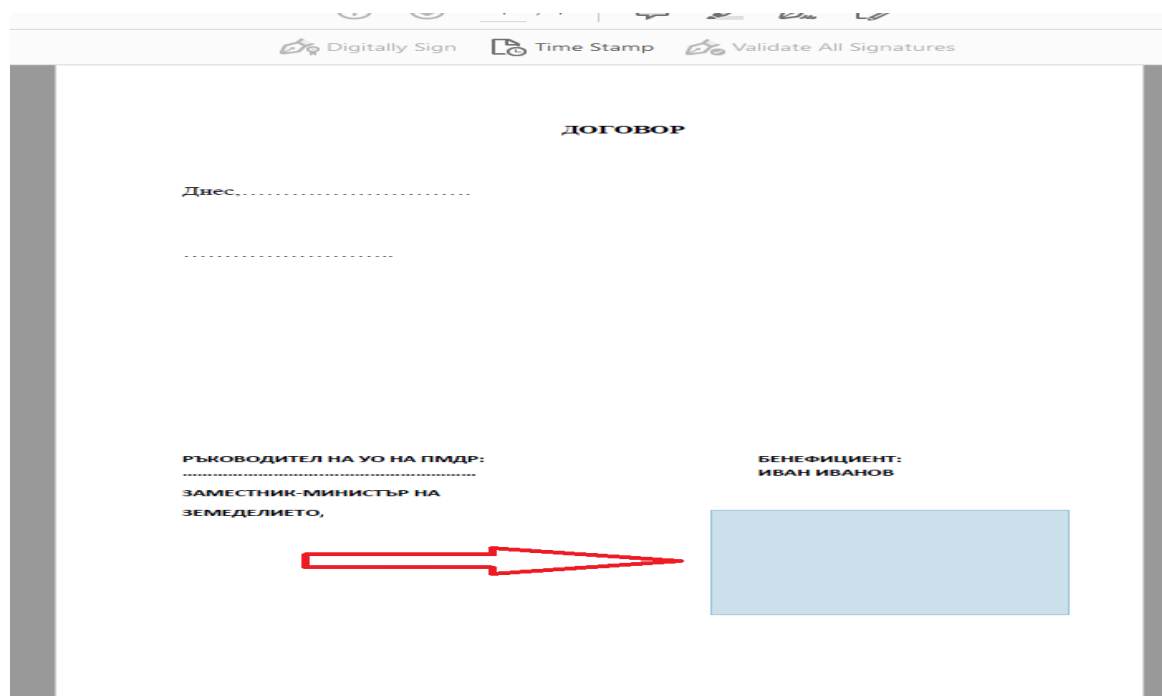 Digitally Sign Time Stamp Validate All Signatures
ДОГОВОР
Днес,............................
..........................
РЪКОВОДИТЕЛ НА УО НА ПМДР:
------------------------------------------------------------
ЗАМЕСТНИК-МИНИСТЪР НА
ЗЕМЕДЕЛИЕТО,
БЕНЕФИЦИЕНТ:
ИВАН ИВАНОВ